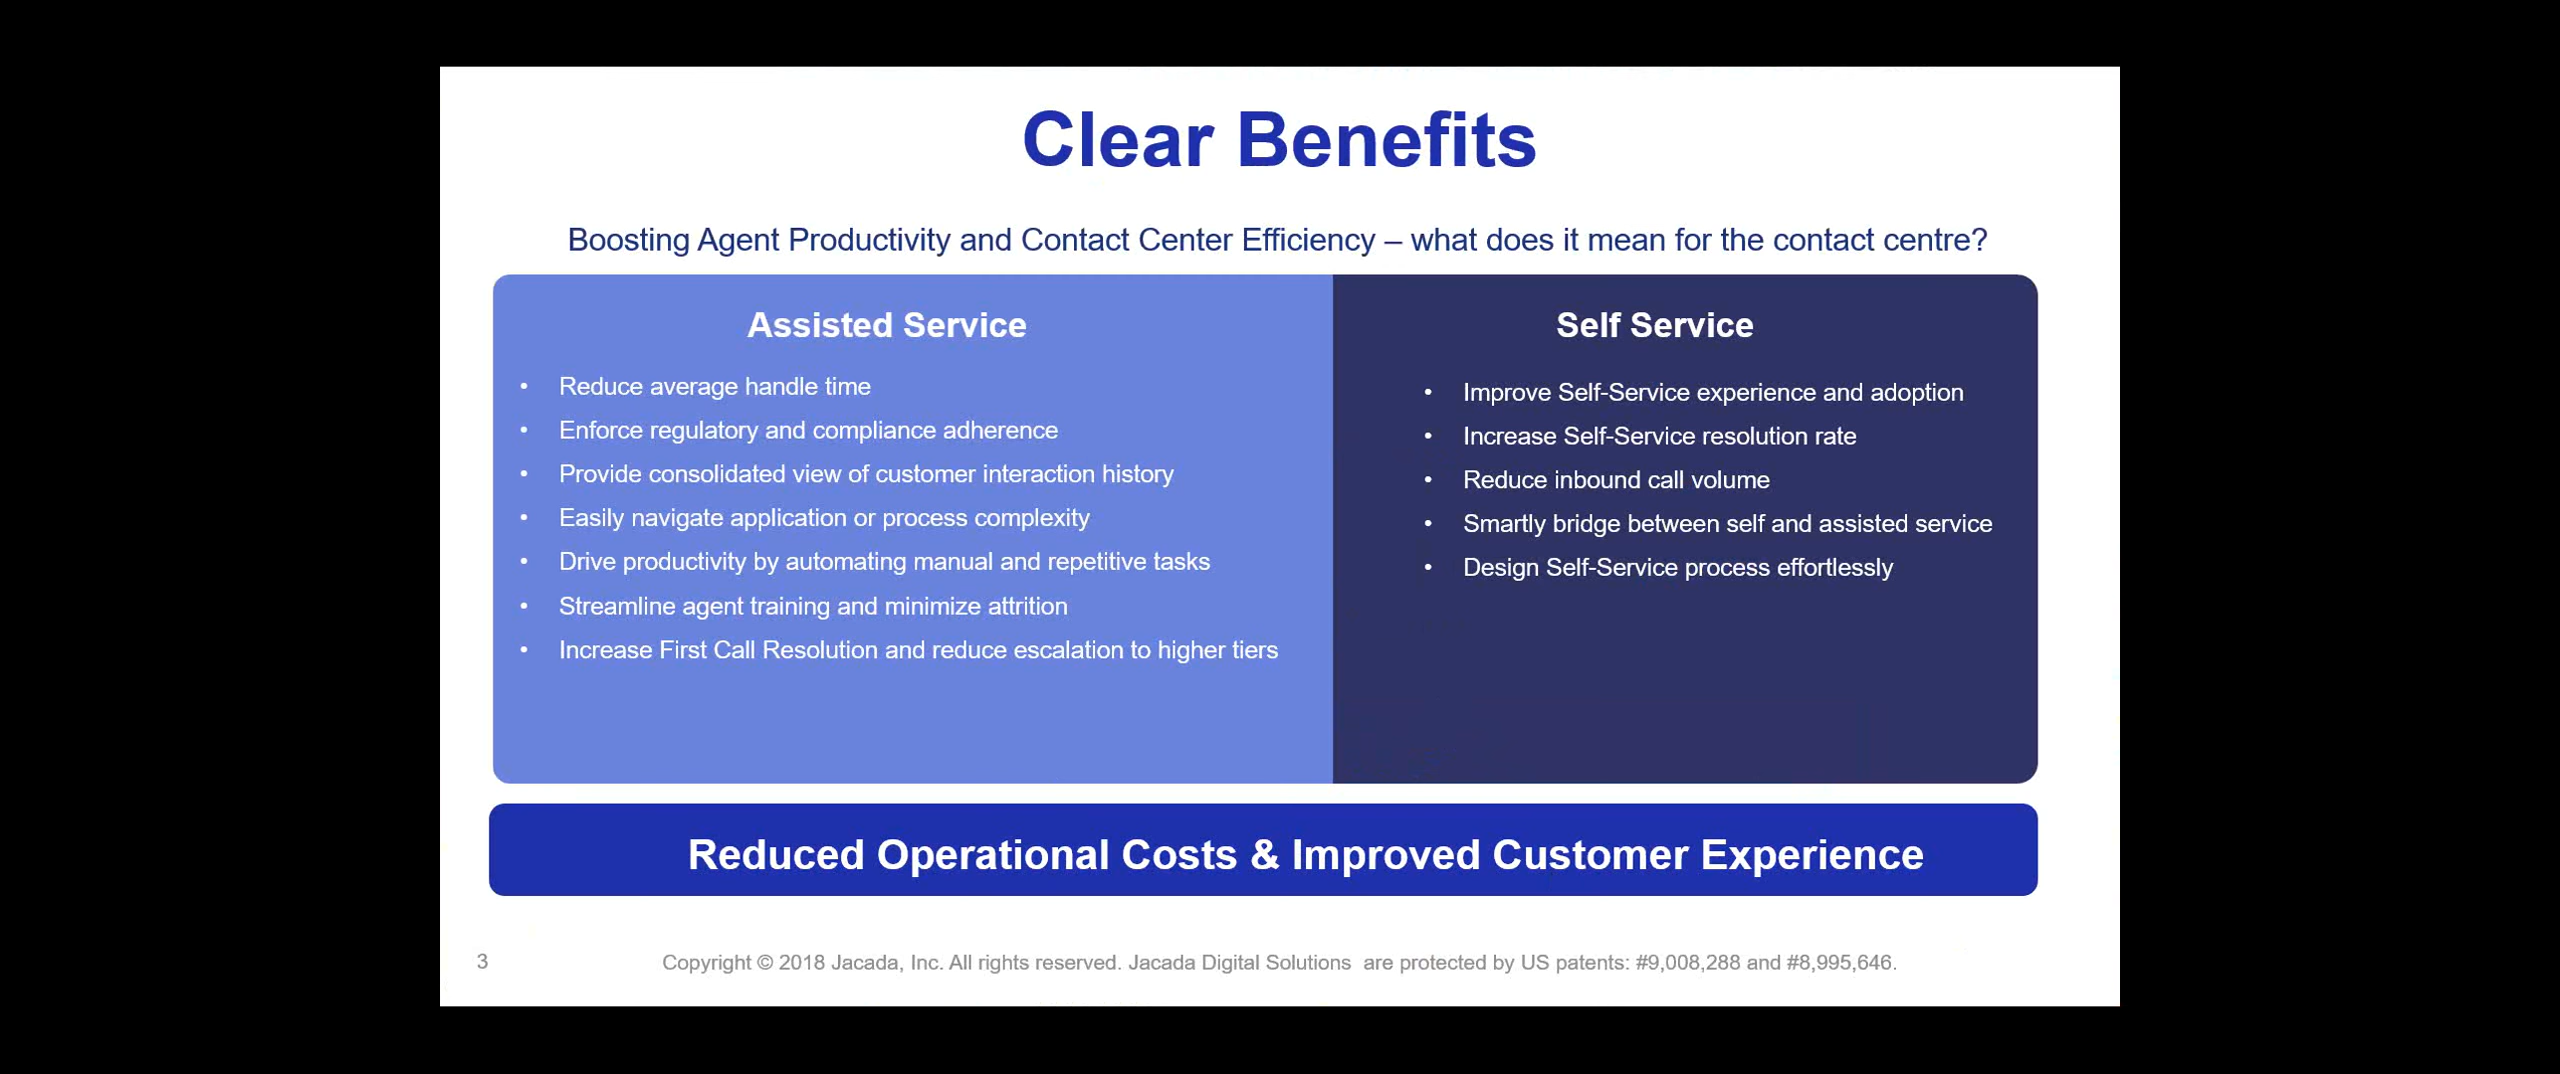 Clear Benefits
Boosting Agent Productivity and Contact Center Efficiency – what does it mean for the contact centre?
Assisted Service
• Reduce average handle time
• Enforce regulatory and compliance adherence
• Provide consolidated view of customer interaction history
• Easily navigate application or process complexity
• Drive productivity by automating manual and repetitive tasks
• Streamline agent training and minimize attrition
• Increase First Call Resolution and reduce escalation to higher tiers
Self Service
• Improve Self-Service experience and adoption
• Increase Self-Service resolution rate
• Reduce inbound call volume
• Smartly bridge between self and assisted service
• Design Self-Service process effortlessly
Reduced Operational Costs & Improved Customer Experience
3
Copyright © 2018 Jacada, Inc. All rights reserved. Jacada Digital Solutions are protected by US patents: #9,008,288 and #8,995,646.